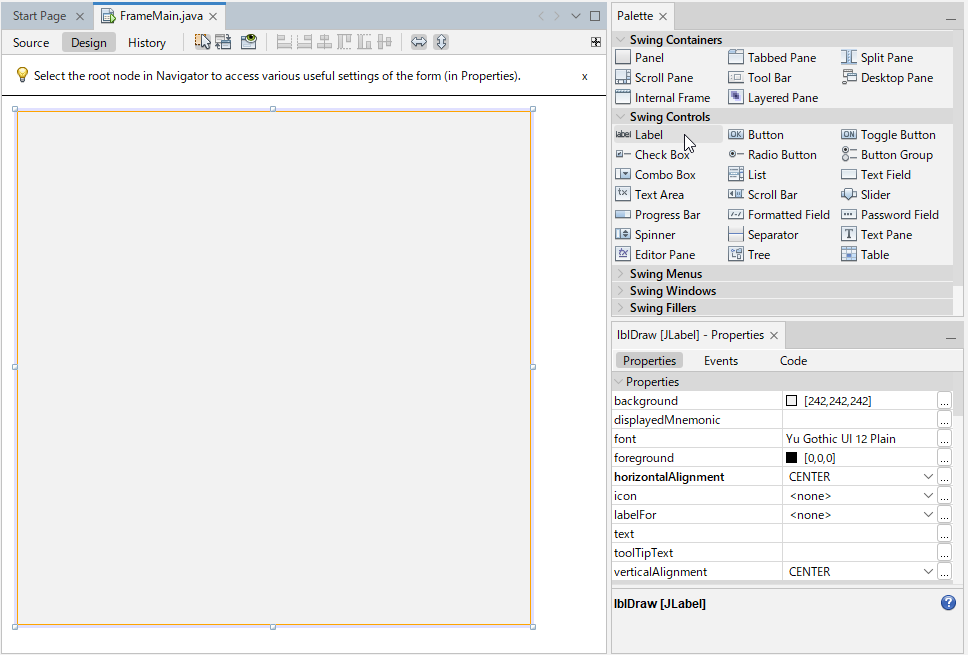 Start Page FrameMain.java
Source Design History
Select the root node in Navigator to access various useful settings of the form (in Properties). x
Palette
Swing Containers
Panel Tabbed Pane Split Pane
Scroll Pane Tool Bar Desktop Pane
Internal Frame Layered Pane
Swing Controls
label Label OK Button ON Toggle Button
Check Box Radio Button Button Group
Combo Box List Text Field
Text Area Scroll Bar Slider
Progress Bar Formatted Field Password Field
Spinner Separator T Text Pane
Editor Pane Tree Table
Swing Menus
Swing Windows
Swing Fillers
lblDraw [JLabel] - Properties
Properties Events Code
Properties
background [242,242,242] ...
displayedMnemonic ...
font Yu Gothic UI 12 Plain ...
foreground [0,0,0] ...
horizontalAlignment CENTER ...
icon <none> ...
labelFor <none> ...
text ...
toolTipText ...
verticalAlignment CENTER ...
lblDraw [JLabel] ?